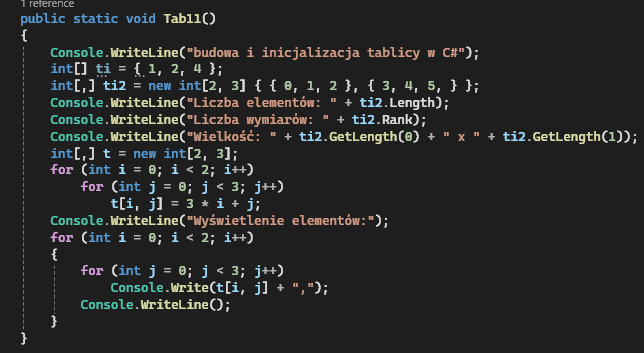 1 reference
public static void Tab11()
{
Console.WriteLine("budowa i inicjalizacja tablicy w C#");
int[] ti = { 1, 2, 4 };
int[,] ti2 = new int[2, 3] { { 0, 1, 2 }, { 3, 4, 5, } };
Console.WriteLine("Liczba elementów: " + ti2.Length);
Console.WriteLine("Liczba wymiarów: " + ti2.Rank);
Console.WriteLine("Wielkość: " + ti2.GetLength(0) + " x " + ti2.GetLength(1));
int[,] t = new int[2, 3];
for (int i = 0; i < 2; i++)
for (int j = 0; j < 3; j++)
t[i, j] = 3 * i + j;
Console.WriteLine("Wyświetlenie elementów:");
for (int i = 0; i < 2; i++)
{
for (int j = 0; j < 3; j++)
Console.Write(t[i, j] + ",");
Console.WriteLine();
}
}